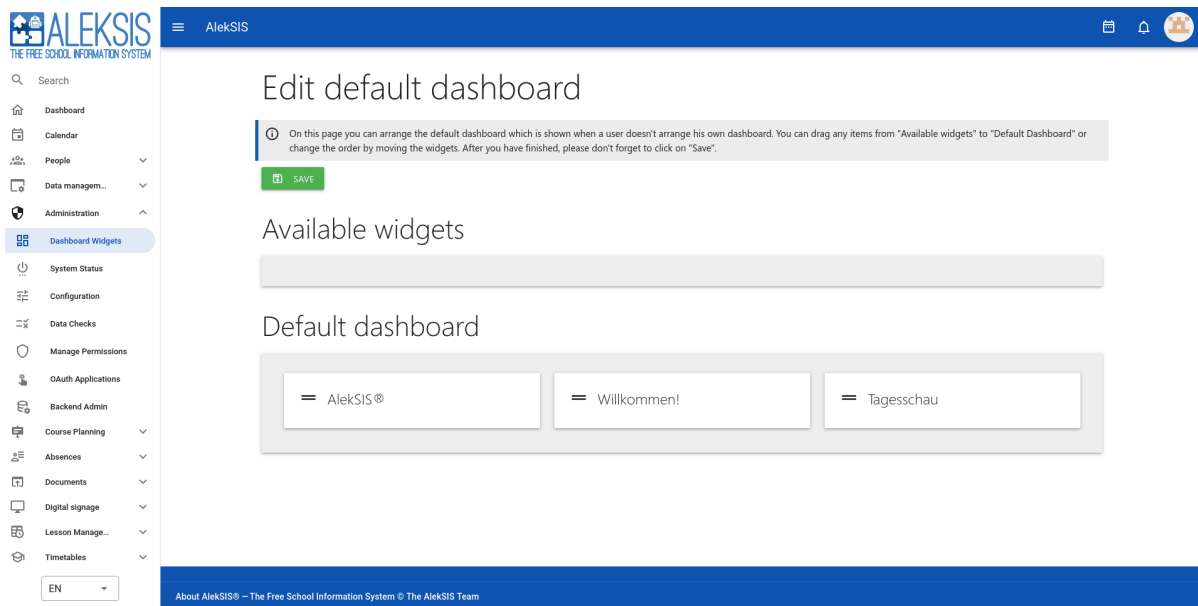 ALEKSIS
THE FREE SCHOOL INFORMATION SYSTEM
AlekSIS
Search
Dashboard
Calendar
People
Data managem...
Administration
Dashboard Widgets
System Status
Configuration
Data Checks
Manage Permissions
OAuth Applications
Backend Admin
Course Planning
Absences
Documents
Digital signage
Lesson Manage...
Timetables
EN
Edit default dashboard
On this page you can arrange the default dashboard which is shown when a user doesn't arrange his own dashboard. You can drag any items from "Available widgets" to "Default Dashboard" or
change the order by moving the widgets. After you have finished, please don't forget to click on "Save".
SAVE
Available widgets
Default dashboard
AlekSIS®
Willkommen!
Tagesschau
About AlekSIS® — The Free School Information System © The AlekSIS Team